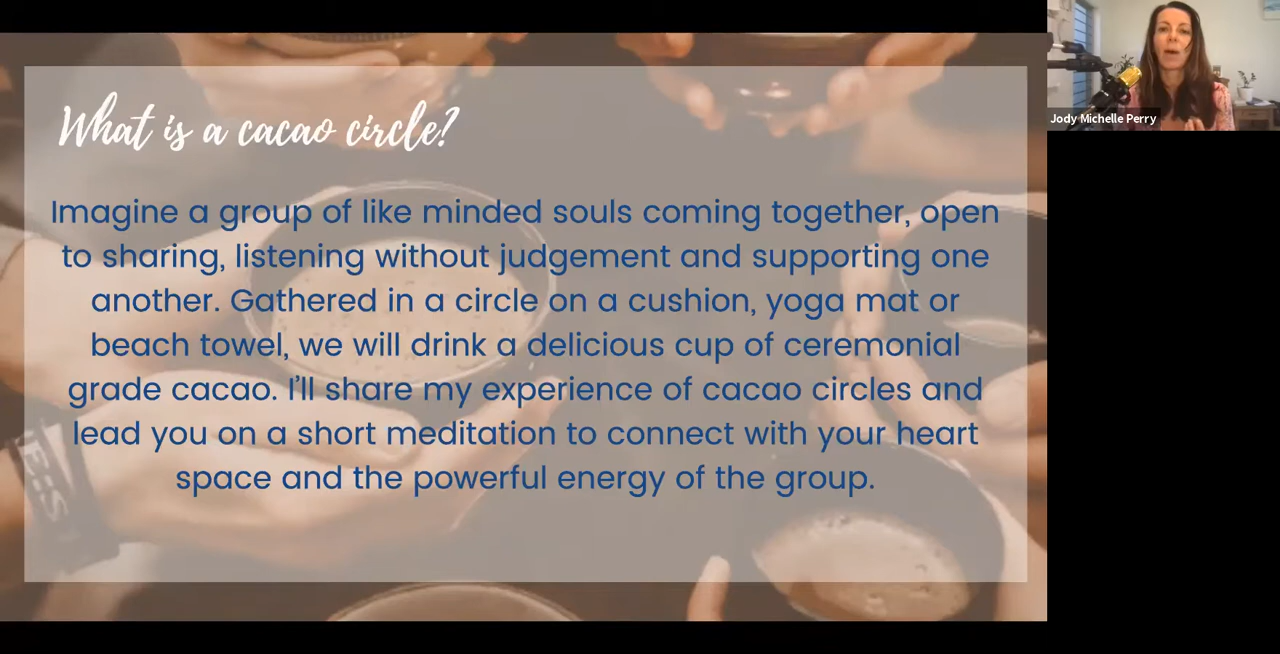 What is a cacao circle?
Imagine a group of like minded souls coming together, open
to sharing, listening without judgement and supporting one
another. Gathered in a circle on a cushion, yoga mat or
beach towel, we will drink a delicious cup of ceremonial
grade cacao. I'll share my experience of cacao circles and
lead you on a short meditation to connect with your heart
space and the powerful energy of the group.
Jody Michelle Perry